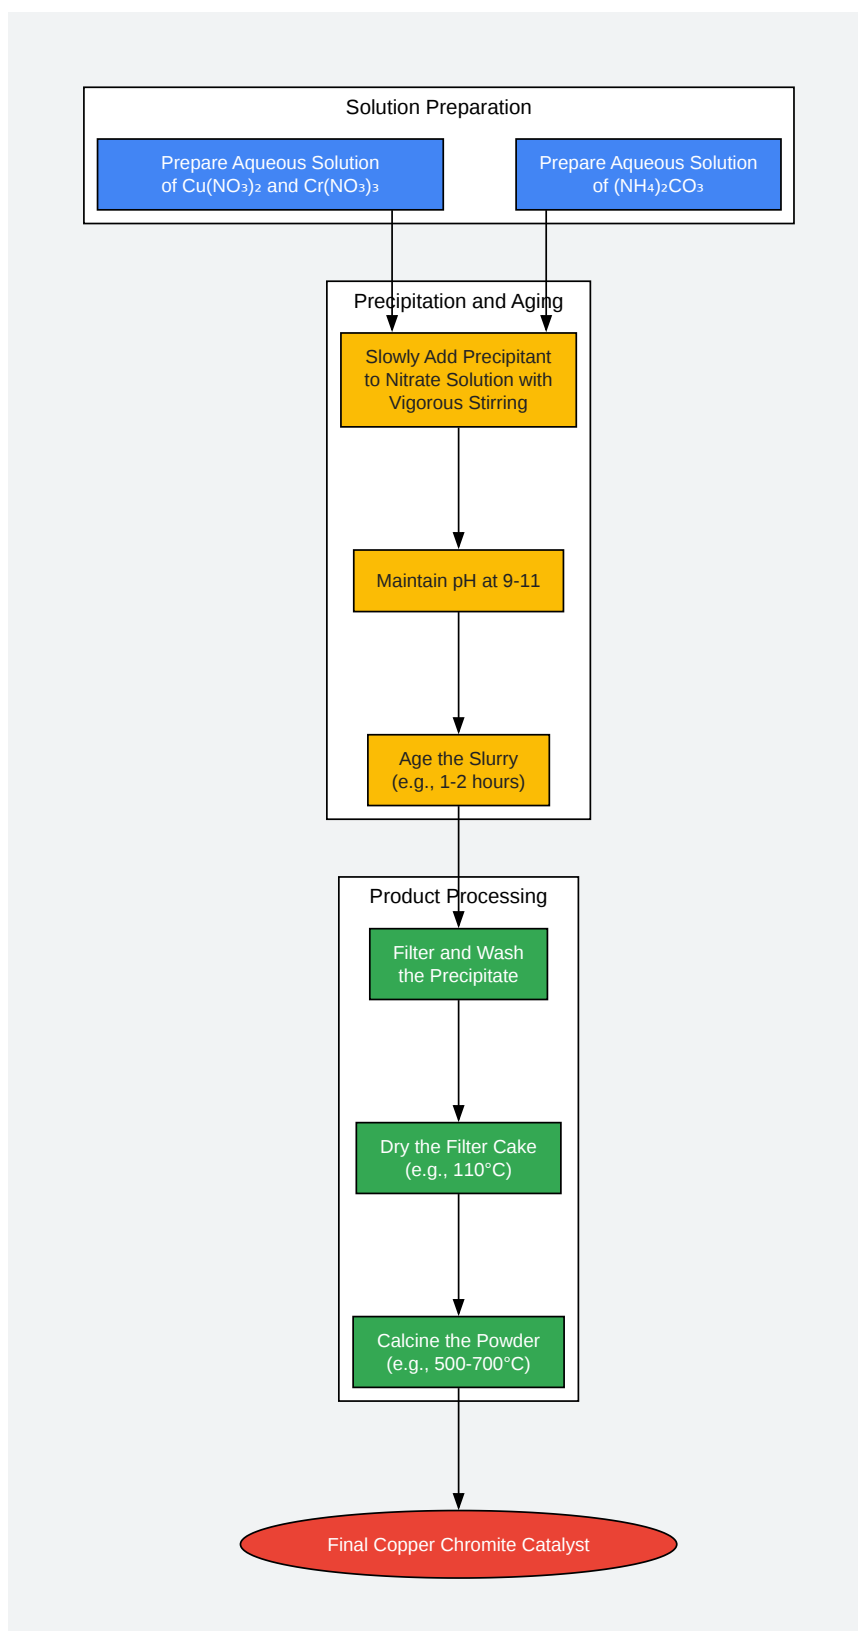 Solution Preparation
Prepare Aqueous Solution
of Cu(NO₃)₂ and Cr(NO₃)₃
Prepare Aqueous Solution
of (NH₄)₂CO₃
Precipitation and Aging
Slowly Add Precipitant
to Nitrate Solution with
Vigorous Stirring
Maintain pH at 9-11
Age the Slurry
(e.g., 1-2 hours)
Product Processing
Filter and Wash
the Precipitate
Dry the Filter Cake
(e.g., 110°C)
Calcine the Powder
(e.g., 500-700°C)
Final Copper Chromite Catalyst